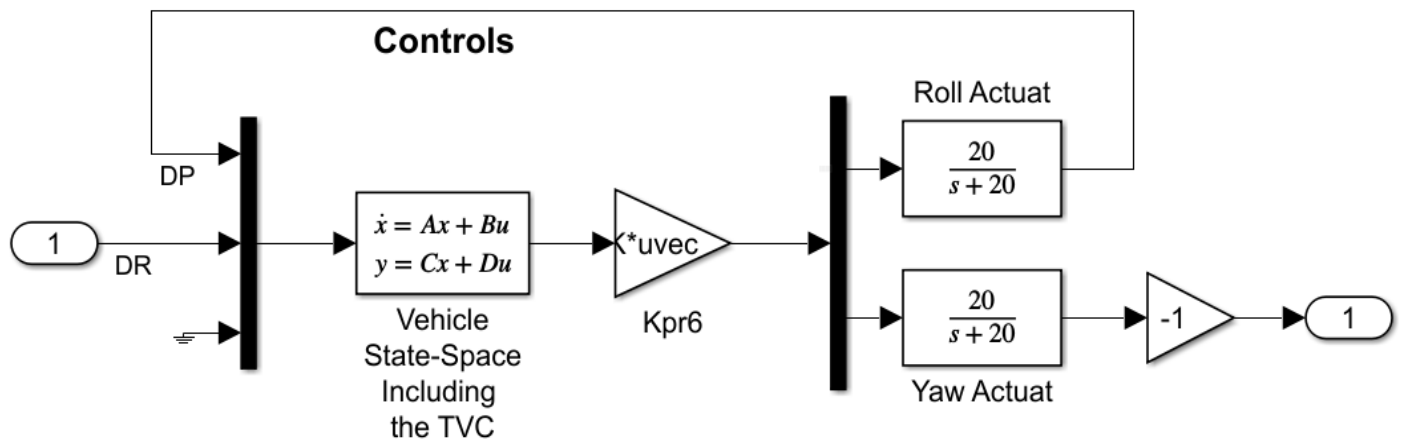 Controls
Roll Actuat
20
s + 20
DP
1
DR
ẋ = Ax + Bu
y = Cx + Du
K*uvec
Vehicle
State-Space
Including
the TVC
Kpr6
20
s + 20
Yaw Actuat
-1
1